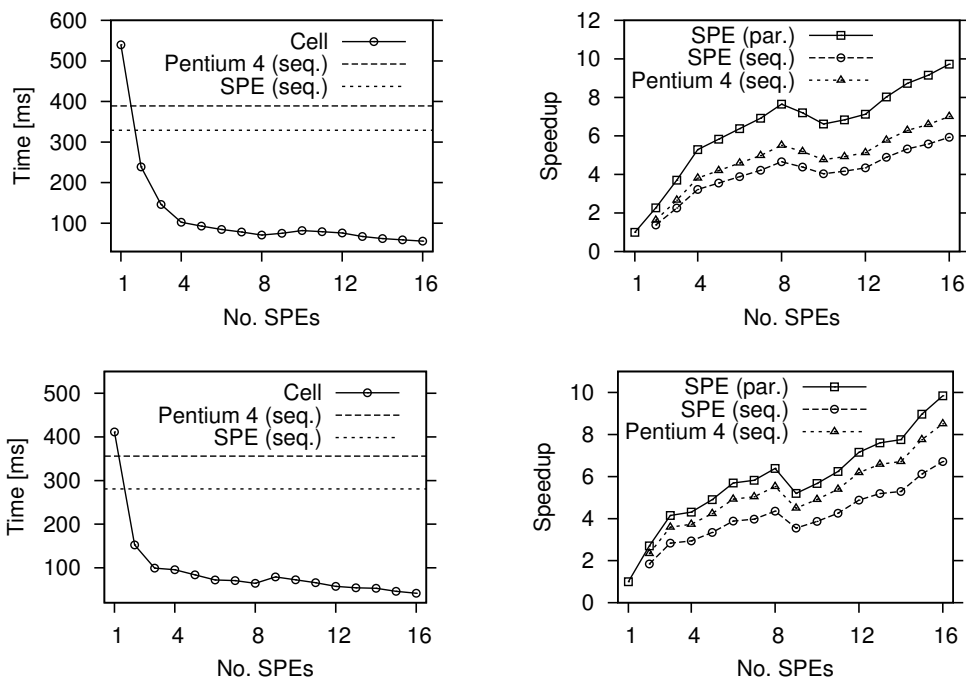 600
500
400
300
200
100
Time [ms]
Cell
Pentium 4 (seq.)
SPE (seq.)
1 4 8 12 16
No. SPEs
12
10
8
6
4
2
0
Speedup
SPE (par.)
SPE (seq.)
Pentium 4 (seq.)
1 4 8 12 16
No. SPEs
500
400
300
200
100
Time [ms]
Cell
Pentium 4 (seq.)
SPE (seq.)
1 4 8 12 16
No. SPEs
10
8
6
4
2
0
Speedup
SPE (par.)
SPE (seq.)
Pentium 4 (seq.)
1 4 8 12 16
No. SPEs